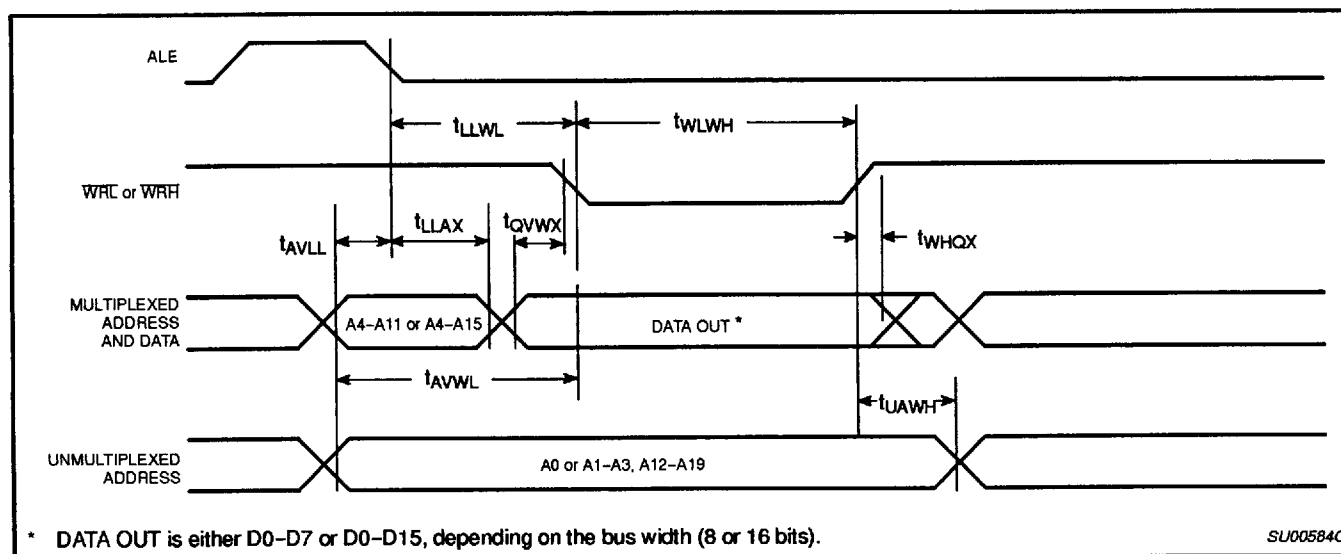 ALE
tLLWL
tWLWH
WRL or WRH
tAVLL
tLLAX
tQVWX
tWHQX
MULTIPLEXED
ADDRESS
AND DATA
A4–A11 or A4–A15
DATA OUT *
tAVWL
tUAWH
UNMULTIPLEXED
ADDRESS
A0 or A1–A3, A12–A19
* DATA OUT is either D0–D7 or D0–D15, depending on the bus width (8 or 16 bits).
SU00584C